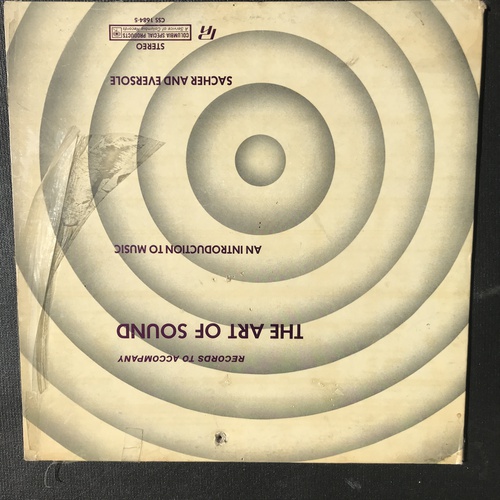 RECORDS TO ACCOMPANY
THE ART OF SOUND
AN INTRODUCTION TO MUSIC
SACHER AND EVERSOLE
STEREO
COLUMBIA SPECIAL PRODUCTS
A Service of Columbia Records
CSS 1684-S